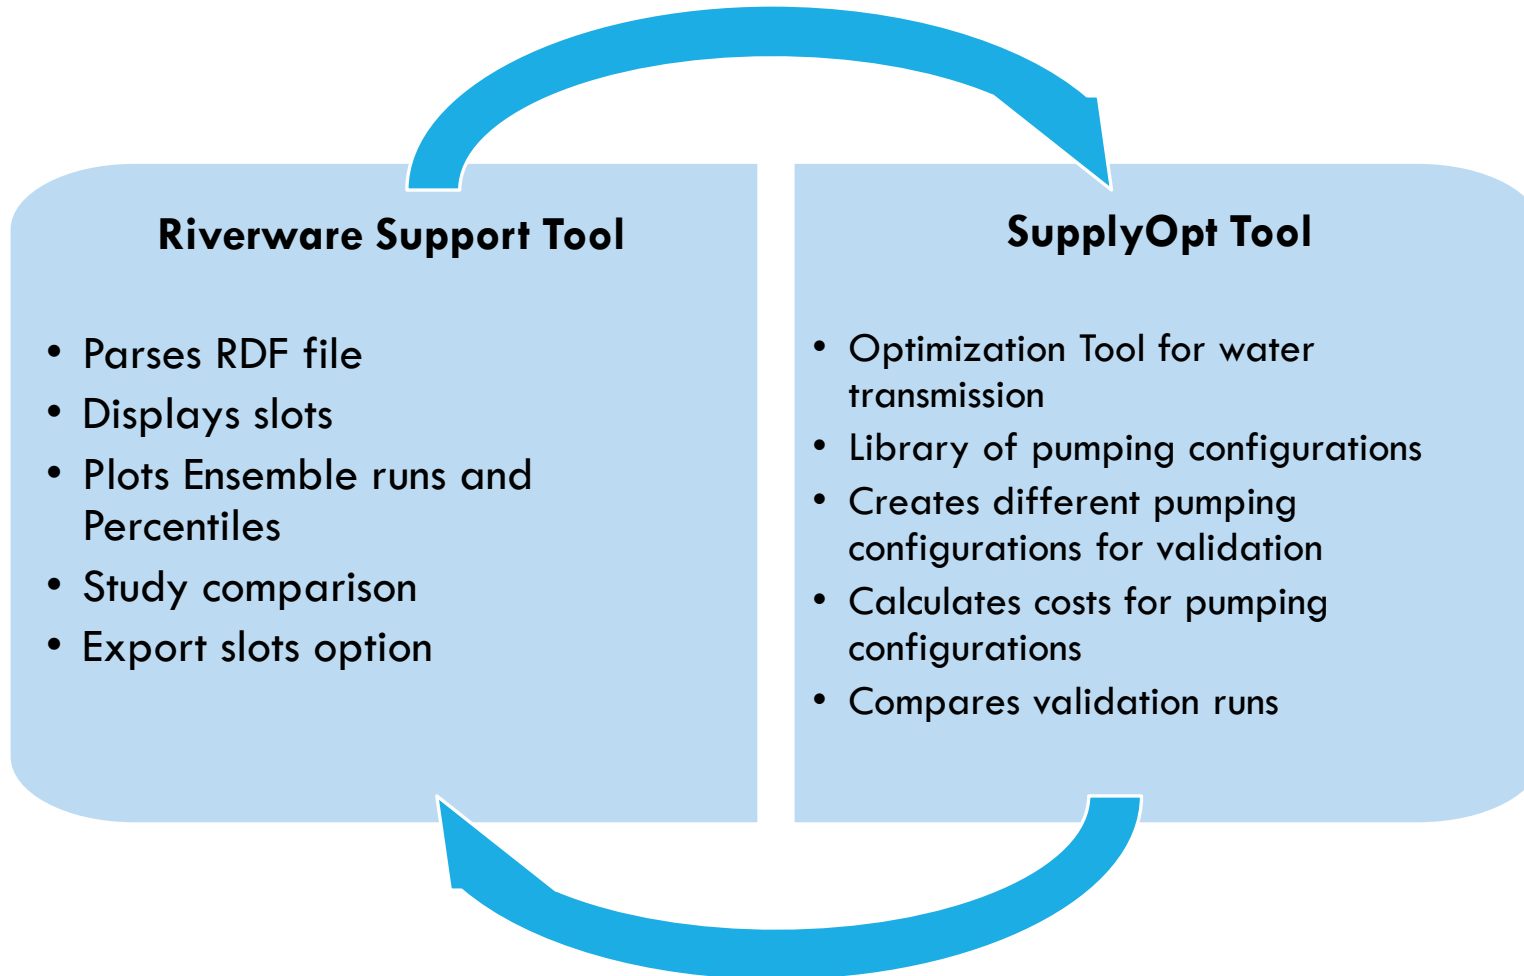 Riverware Support Tool
• Parses RDF file
• Displays slots
• Plots Ensemble runs and
Percentiles
• Study comparison
• Export slots option
SupplyOpt Tool
• Optimization Tool for water
transmission
• Library of pumping configurations
• Creates different pumping
configurations for validation
• Calculates costs for pumping
configurations
• Compares validation runs